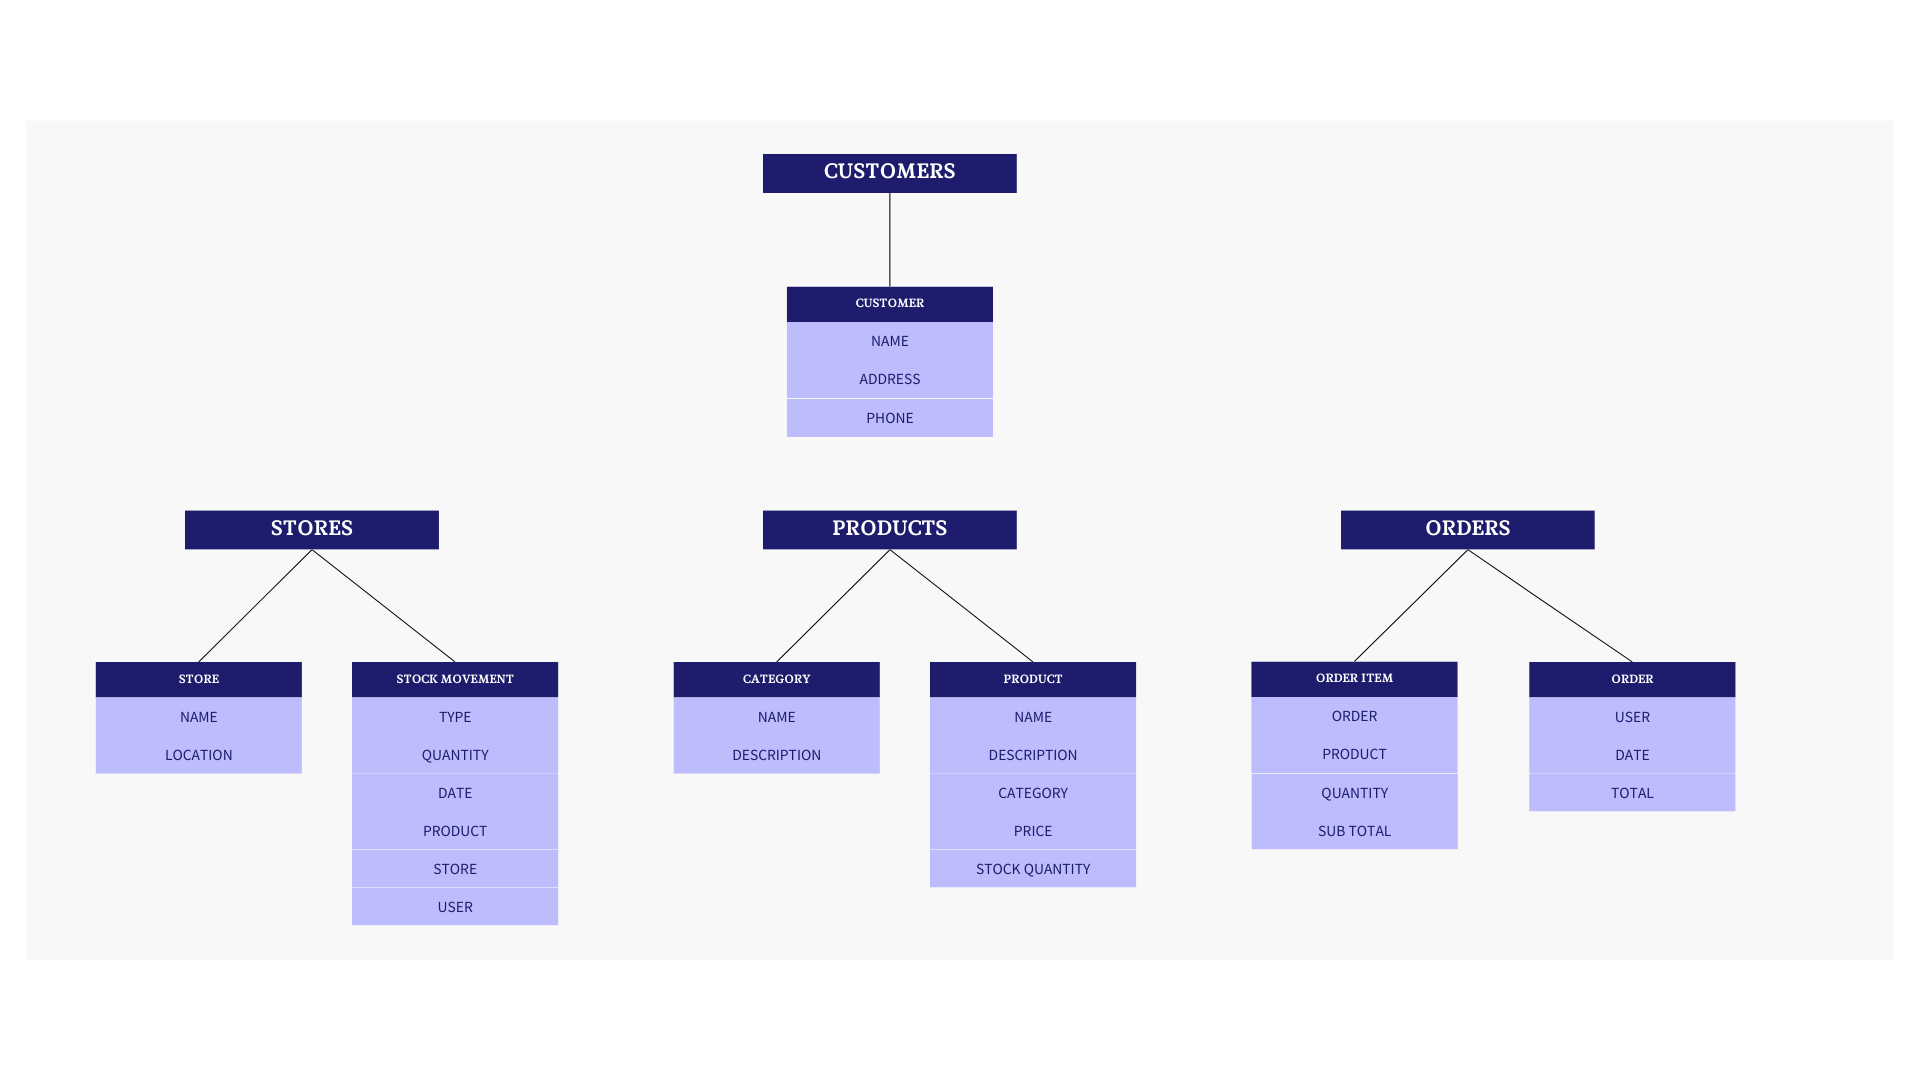 CUSTOMERS
CUSTOMER
NAME
ADDRESS
PHONE
STORES
STORE
NAME
LOCATION
STOCK MOVEMENT
TYPE
QUANTITY
DATE
PRODUCT
STORE
USER
PRODUCTS
CATEGORY
NAME
DESCRIPTION
PRODUCT
NAME
DESCRIPTION
CATEGORY
PRICE
STOCK QUANTITY
ORDERS
ORDER ITEM
ORDER
PRODUCT
QUANTITY
SUB TOTAL
ORDER
USER
DATE
TOTAL